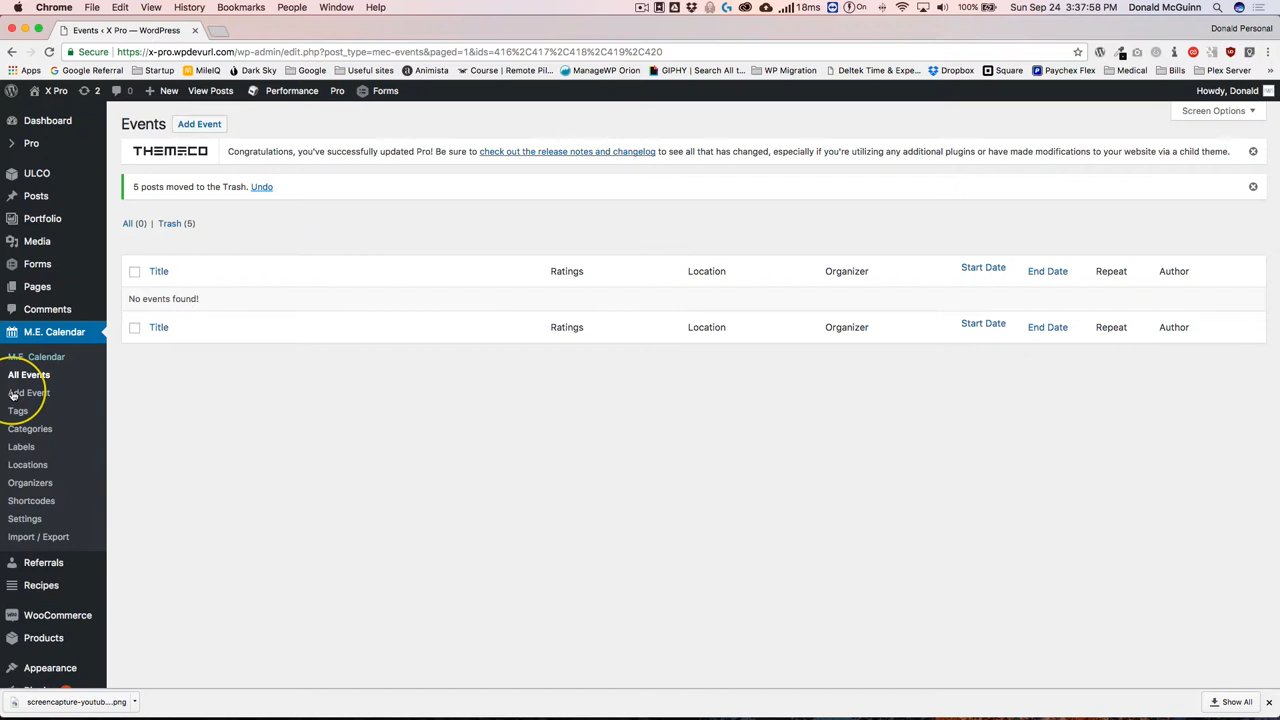 Chrome File Edit View History Bookmarks People Window Help 18ms 100% Sun Sep 24 3:37:58 PM Donald McGuinn
Events ‹ X Pro — WordPress Donald Personal
Secure https://x-pro.wpdevurl.com/wp-admin/edit.php?post_type=mec-events&paged=1&ids=416%2C417%2C418%2C419%2C420
Apps Google Referral Startup MileIQ Dark Sky Google Useful sites Alemista Course | Remote Pil... ManageWP Orion GIPHY | Search All t... WP Migration Deltek Time & Expe... Dropbox Square Paychex Flex Medical Bills Plex Server
X Pro 2 0 New View Posts Performance Pro Forms Howdy, Donald
Screen Options
Dashboard
Pro
ULCO
Posts
Portfolio
Media
Forms
Pages
Comments
M.E. Calendar
M.E. Calendar
All Events
Add Event
Tags
Categories
Labels
Locations
Organizers
Shortcodes
Settings
Import / Export
Referrals
Recipes
WooCommerce
Products
Appearance
Events Add Event
THEMECO Congratulations, you've successfully updated Pro! Be sure to check out the release notes and changelog to see all that has changed, especially if you're utilizing any additional plugins or have made modifications to your website via a child theme.
5 posts moved to the Trash. Undo
All (0) | Trash (5)
Title Ratings Location Organizer Start Date End Date Repeat Author
No events found!
Title Ratings Location Organizer Start Date End Date Repeat Author
screencapture-youtub....png Show All